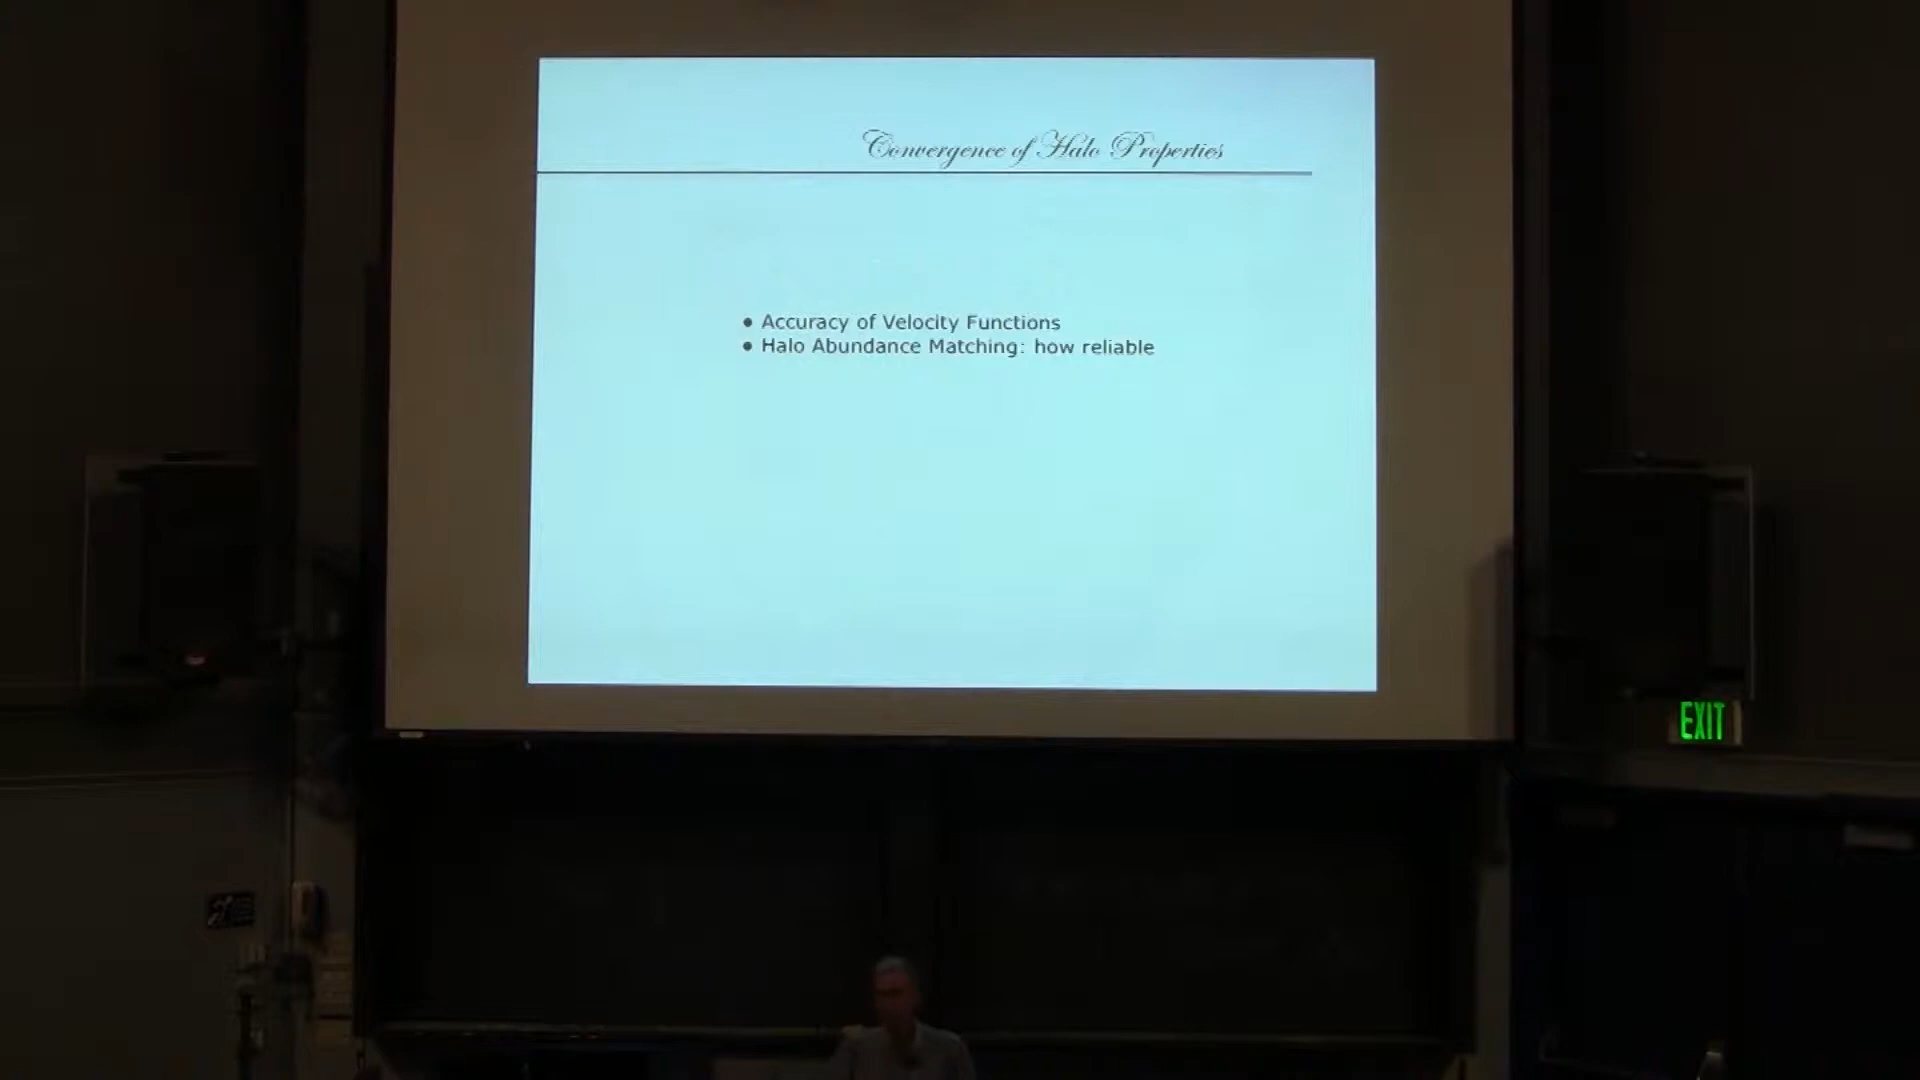 Convergence of Halo Properties
• Accuracy of Velocity Functions
• Halo Abundance Matching: how reliable
EXIT